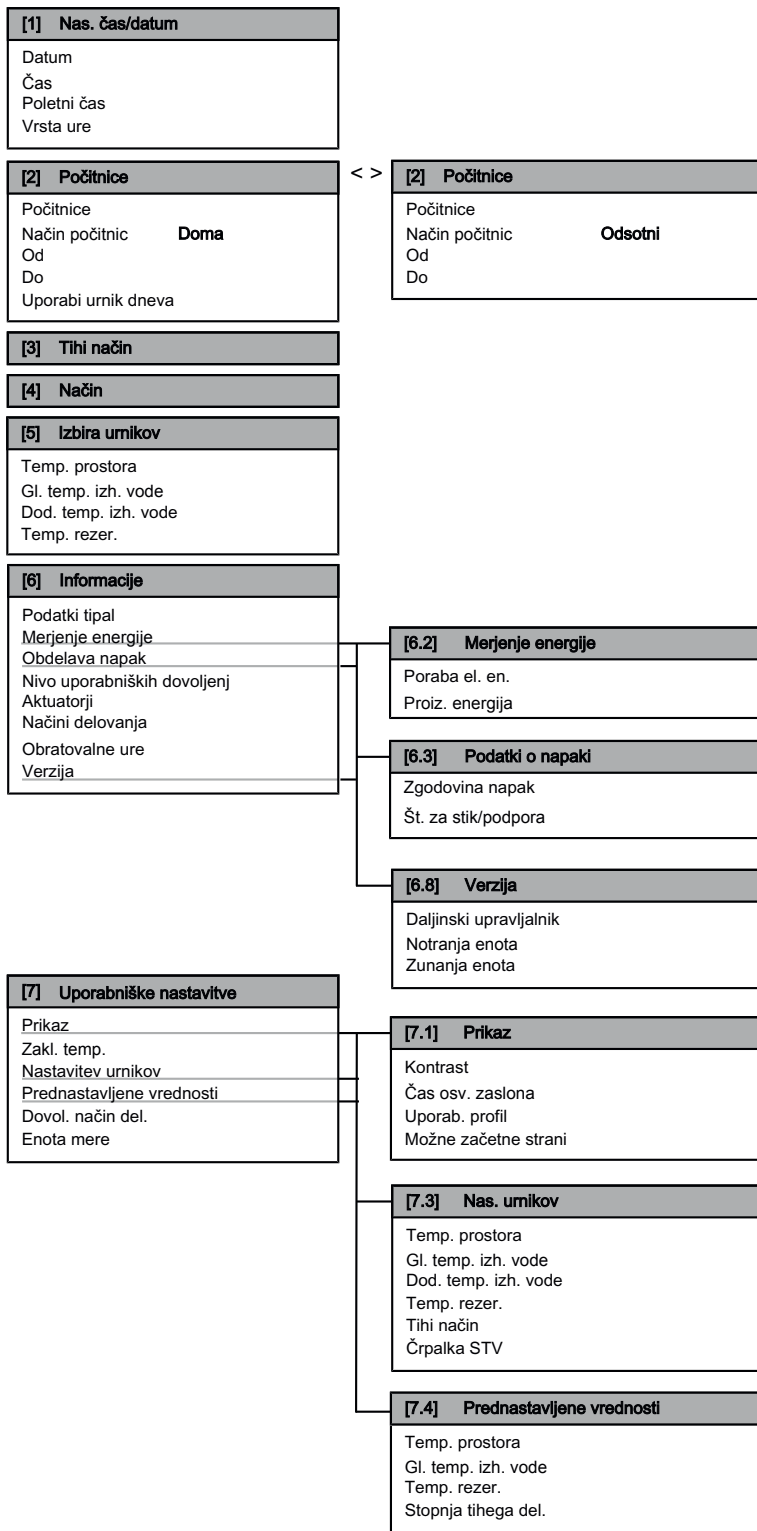 [1] Nas. čas/datum
Datum
Čas
Poletni čas
Vrsta ure
[2] Počitnice
Počitnice
Način počitnic Doma
Od
Do
Uporabi urnik dneva
< >
[2] Počitnice
Počitnice
Način počitnic Odsotni
Od
Do
[3] Tihi način
[4] Način
[5] Izbira urnikov
Temp. prostora
Gl. temp. izh. vode
Dod. temp. izh. vode
Temp. rezer.
[6] Informacije
Podatki tipal
Merjenje energije
Obdelava napak
Nivo uporabniških dovoljenj
Aktuatorji
Načini delovanja
Obratovalne ure
Verzija
[6.2] Merjenje energije
Poraba el. en.
Proiz. energija
[6.3] Podatki o napaki
Zgodovina napak
Št. za stik/podpora
[6.8] Verzija
Daljinski upravljalnik
Notranja enota
Zunanja enota
[7] Uporabniške nastavitve
Prikaz
Zakl. temp.
Nastavitev urnikov
Prednastavljene vrednosti
Dovol. način del.
Enota mere
[7.1] Prikaz
Kontrast
Čas osv. zaslona
Uporab. profil
Možne začetne strani
[7.3] Nas. urnikov
Temp. prostora
Gl. temp. izh. vode
Dod. temp. izh. vode
Temp. rezer.
Tihi način
Črpalka STV
[7.4] Prednastavljene vrednosti
Temp. prostora
Gl. temp. izh. vode
Temp. rezer.
Stopnja tihega del.